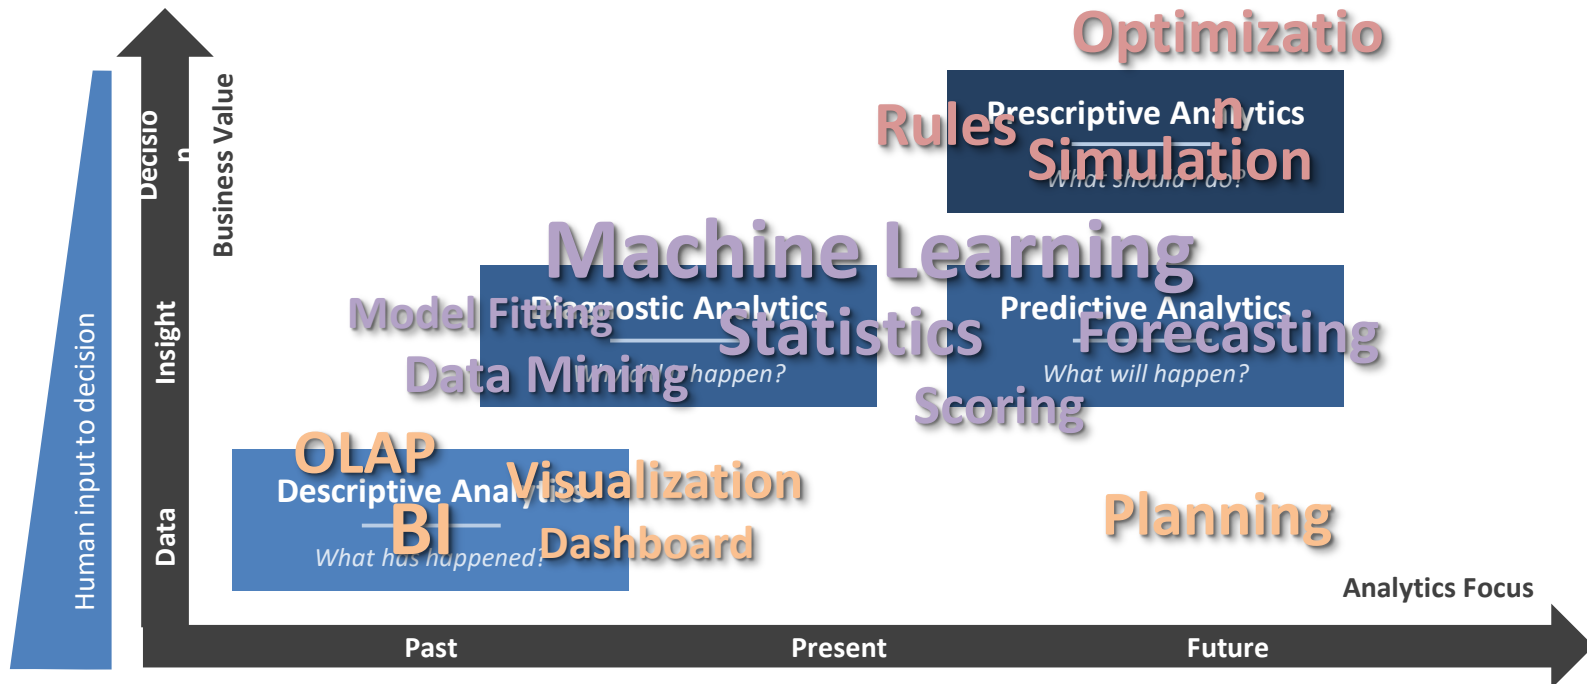 Optimizatio
n
Prescriptive Analytics
Rules
Simulation
What should I do?
Decisio
n
Business Value
Machine Learning
Model Fitting
Diagnostic Analytics
Statistics
Data Mining
Why did it happen?
Predictive Analytics
Forecasting
What will happen?
Scoring
Insight
Human input to decision
OLAP
Visualization
Descriptive Analytics
BI
Dashboard
What has happened?
Planning
Data
Analytics Focus
Past
Present
Future